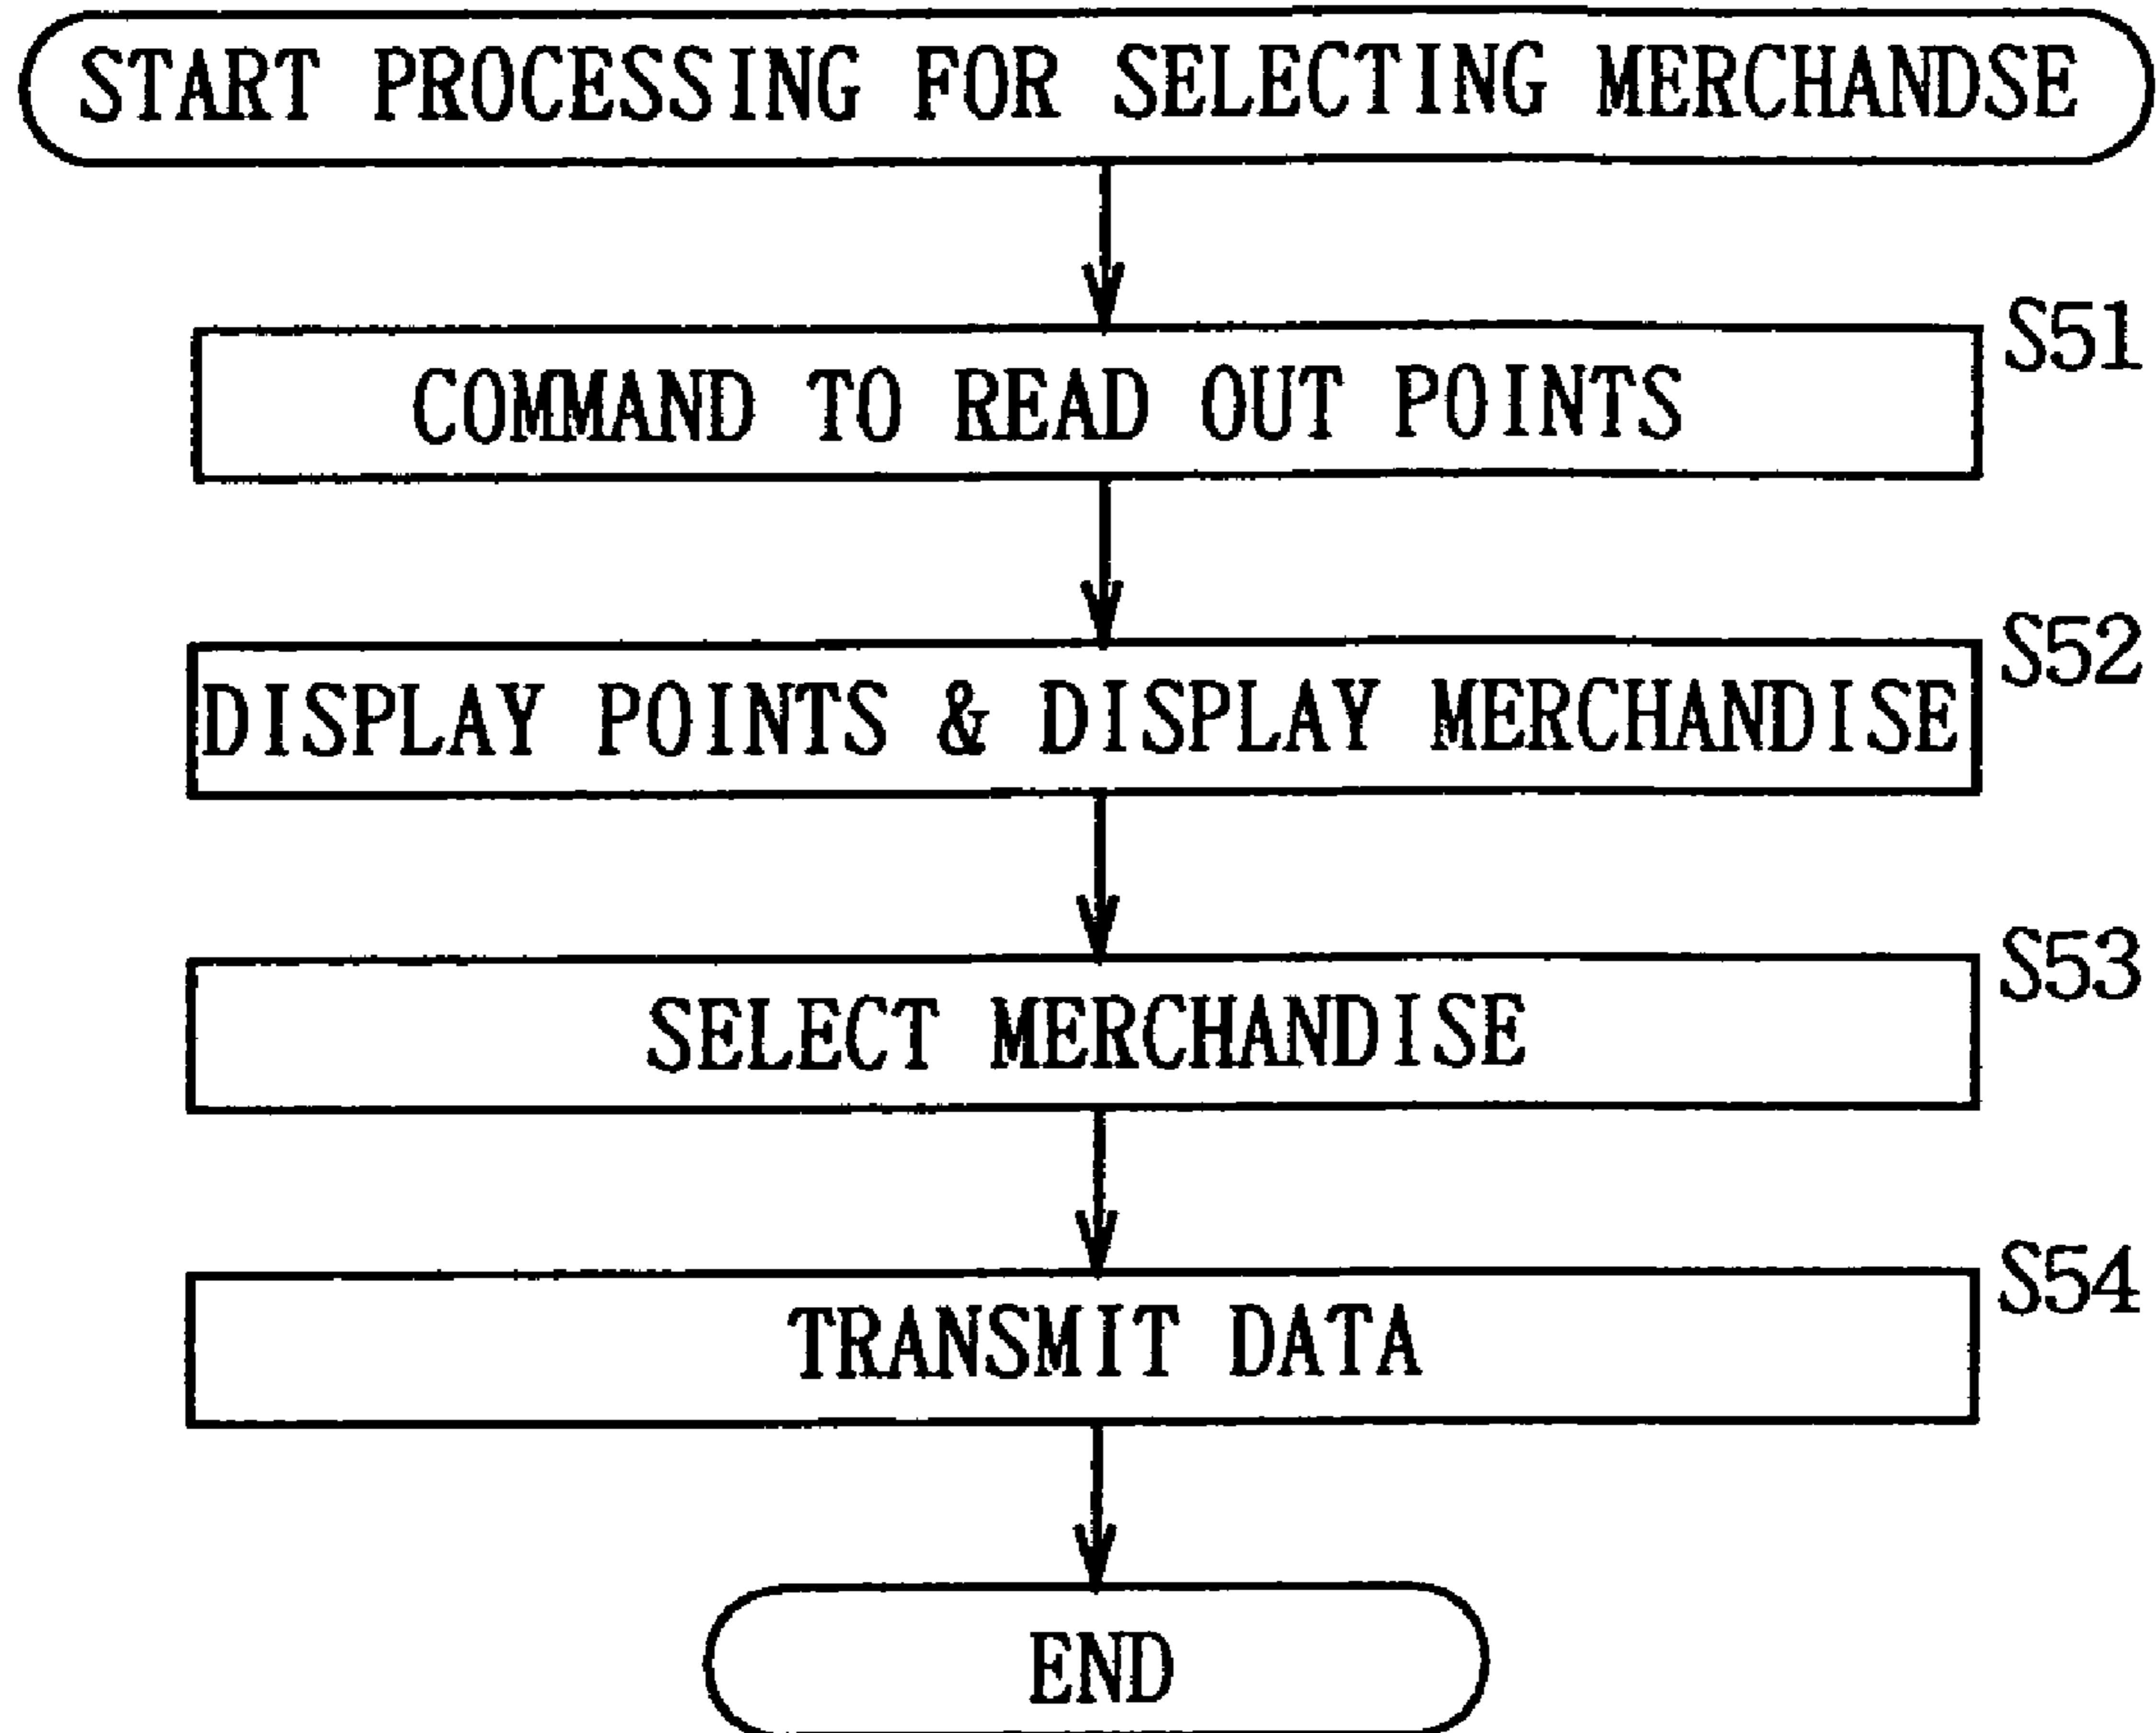 START PROCESSING FOR SELECTING MERCHANDSE
S51
COMMAND TO READ OUT POINTS
S52
DISPLAY POINTS & DISPLAY MERCHANDISE
S53
SELECT MERCHANDISE
S54
TRANSMIT DATA
END